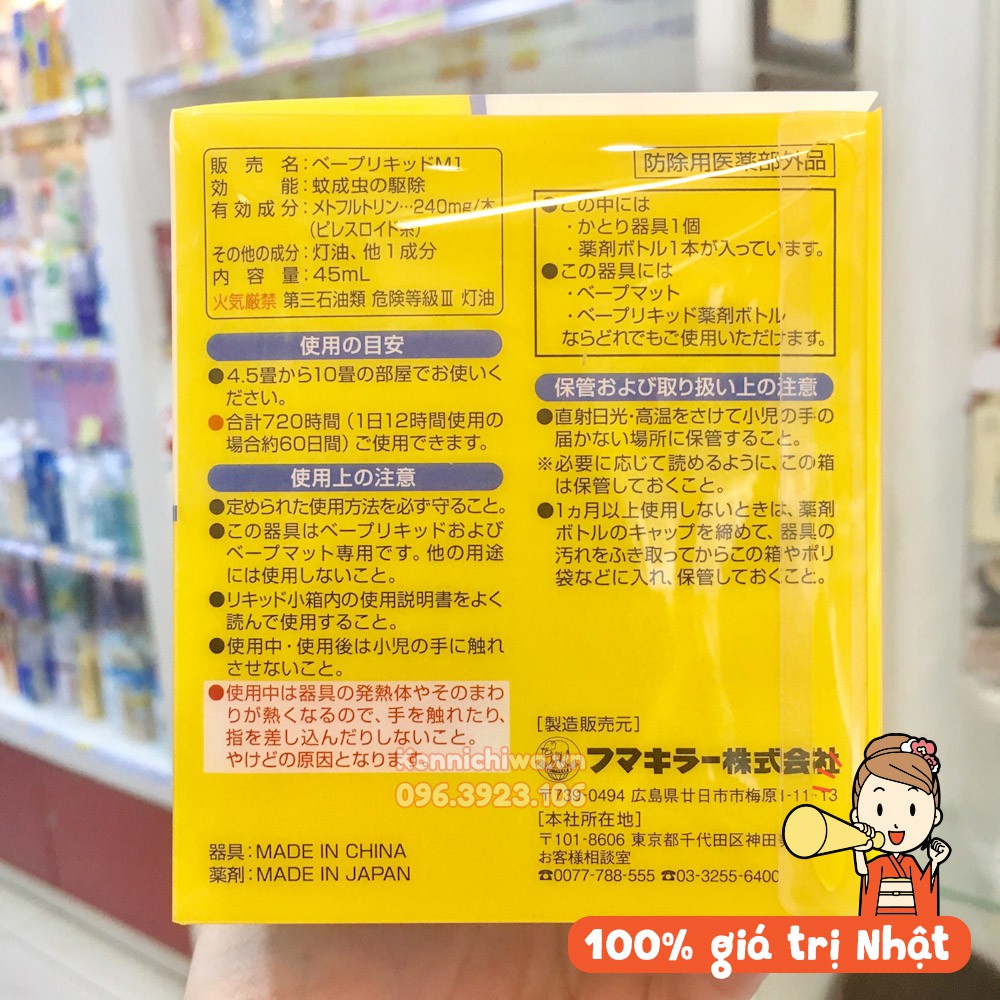 販売名:ベープリキッドM1
効能:蚊成虫の駆除
有効成分:メトフルトリン…240mg/本
(ピレスロイド系)
その他の成分:灯油、他1成分
内容量:45mL
火気厳禁 第三石油類 危険等級Ⅲ 灯油
使用の目安
●4.5畳から10畳の部屋でお使いく
ださい。
●合計720時間(1日12時間使用の
場合約60日間)ご使用できます。
使用上の注意
●定められた使用方法を必ず守ること。
●この器具はベープリキッドおよび
ベープマット専用です。他の用途
には使用しないこと。
●リキッド小箱内の使用説明書をよく
読んで使用すること。
●使用中・使用後は小児の手に触れ
させないこと。
●使用中は器具の発熱体やそのまわ
りが熱くなるので、手を触れたり、
指を差し込んだりしないこと。
やけどの原因となります。
器具:MADE IN CHINA
薬剤:MADE IN JAPAN
防除用医薬部外品
●この中には
・かとり器具1個
・薬剤ボトル1本が入っています。
●この器具には
・ベープマット
・ベープリキッド薬剤ボトル
ならどれでもご使用いただけます。
保管および取り扱い上の注意
●直射日光・高温をさけて小児の手の
届かない場所に保管すること。
※必要に応じて読めるように、この箱
は保管しておくこと。
●1ヵ月以上使用しないときは、薬剤
ボトルのキャップを締めて、器具の
汚れをふき取ってからこの箱やポリ
袋などに入れ、保管しておくこと。
[製造販売元]
フマキラー株式会社
〒739-0494 広島県廿日市市梅原1-11-13
[本社所在地]
〒101-8606 東京都千代田区神田
お客様相談室
☎0077-788-555 ☎03-3255-6400
Konnichiwa.vn
096.3923.106
100% giá trị Nhật